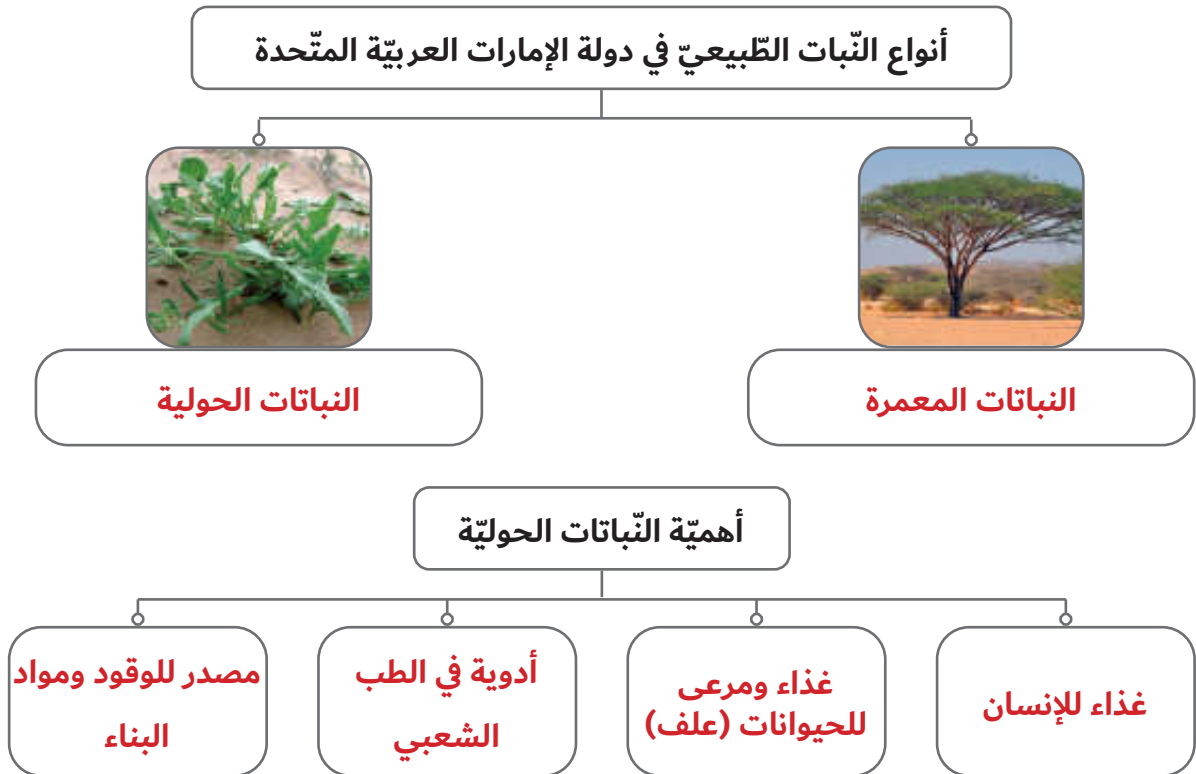 أنواع النّبات الطّبيعيّ في دولة الإمارات العربيّة المتّحدة
النباتات المعمرة
النباتات الحولية
أهميّة النّباتات الحوليّة
غذاء للإنسان
غذاء ومرعى
للحيوانات (علف)
أدوية في الطب
الشعبي
مصدر للوقود ومواد
البناء